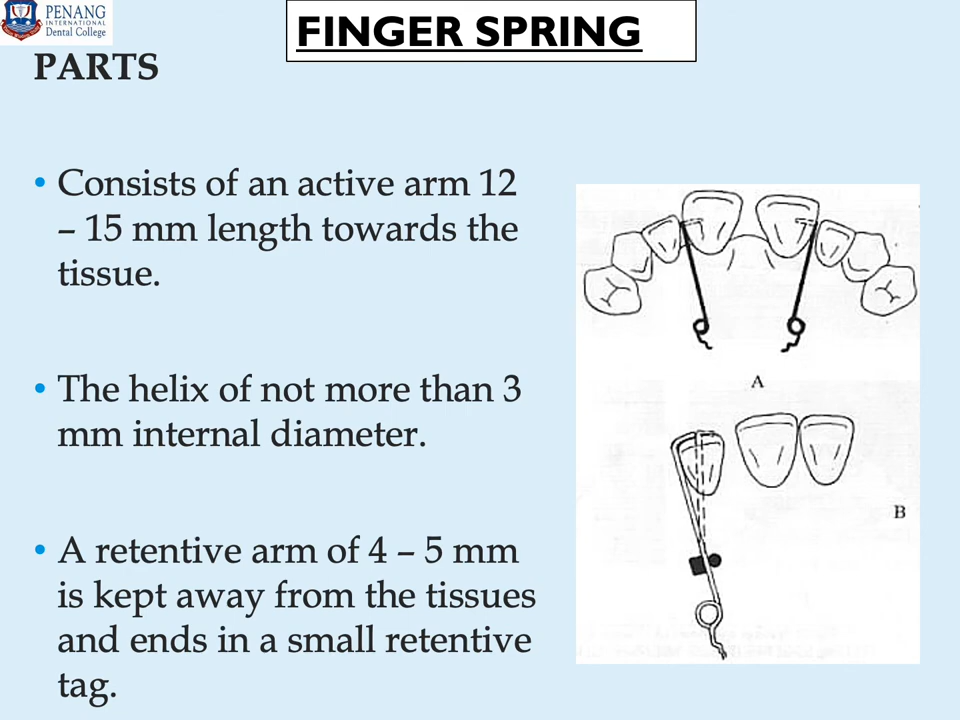 PENANG
INTERNATIONAL
Dental College
FINGER SPRING
PARTS
• Consists of an active arm 12
– 15 mm length towards the
tissue.
• The helix of not more than 3
mm internal diameter.
• A retentive arm of 4 – 5 mm
is kept away from the tissues
and ends in a small retentive
tag.
A
B